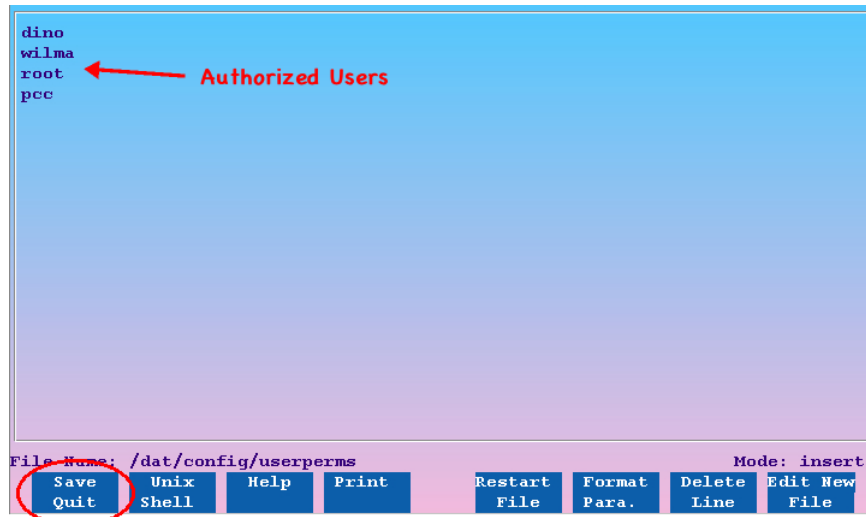 dino
wilma
root
pcc
Authorized Users
File Name: /dat/config/userperms Mode: insert
Save Unix Help Print Restart Format Delete Edit New
Quit Shell File Para. Line File